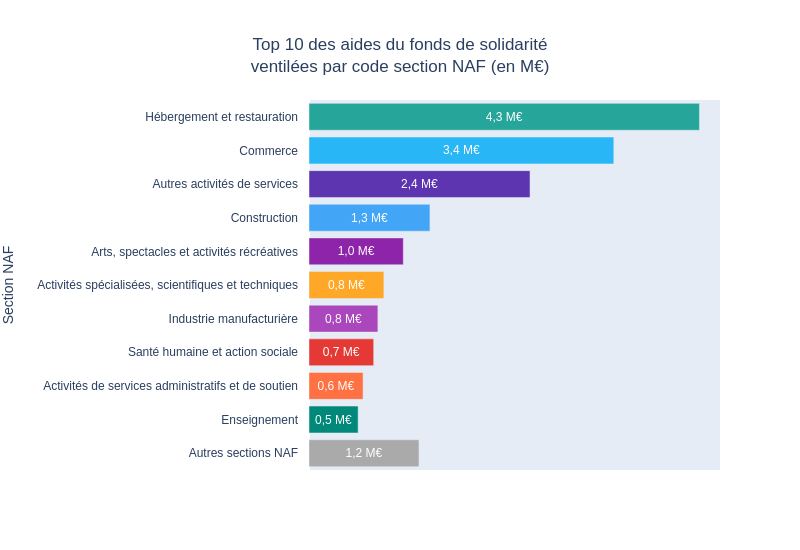 Top 10 des aides du fonds de solidarité
ventilées par code section NAF (en M€)
Section NAF
Hébergement et restauration 4,3 M€
Commerce 3,4 M€
Autres activités de services 2,4 M€
Construction 1,3 M€
Arts, spectacles et activités récréatives 1,0 M€
Activités spécialisées, scientifiques et techniques 0,8 M€
Industrie manufacturière 0,8 M€
Santé humaine et action sociale 0,7 M€
Activités de services administratifs et de soutien 0,6 M€
Enseignement 0,5 M€
Autres sections NAF 1,2 M€